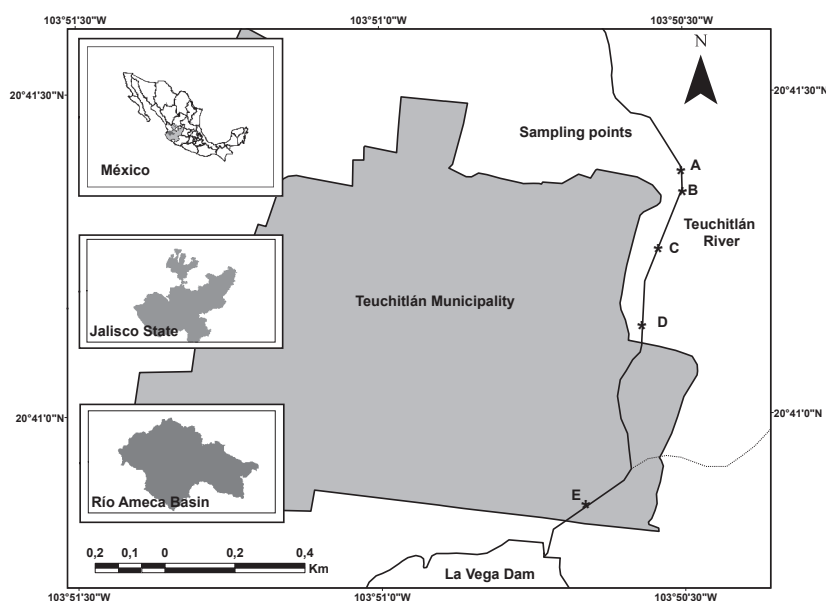 103°51'30"W
103°51'0"W
103°50'30"W
20°41'30"N
20°41'30"N
N
México
Sampling points
A
B
Teuchitlán
River
C
Jalisco State
Teuchitlán Municipality
D
20°41'0"N
20°41'0"N
Río Ameca Basin
E
0,2 0,1 0 0,2 0,4
Km
La Vega Dam
103°51'30"W
103°51'0"W
103°50'30"W